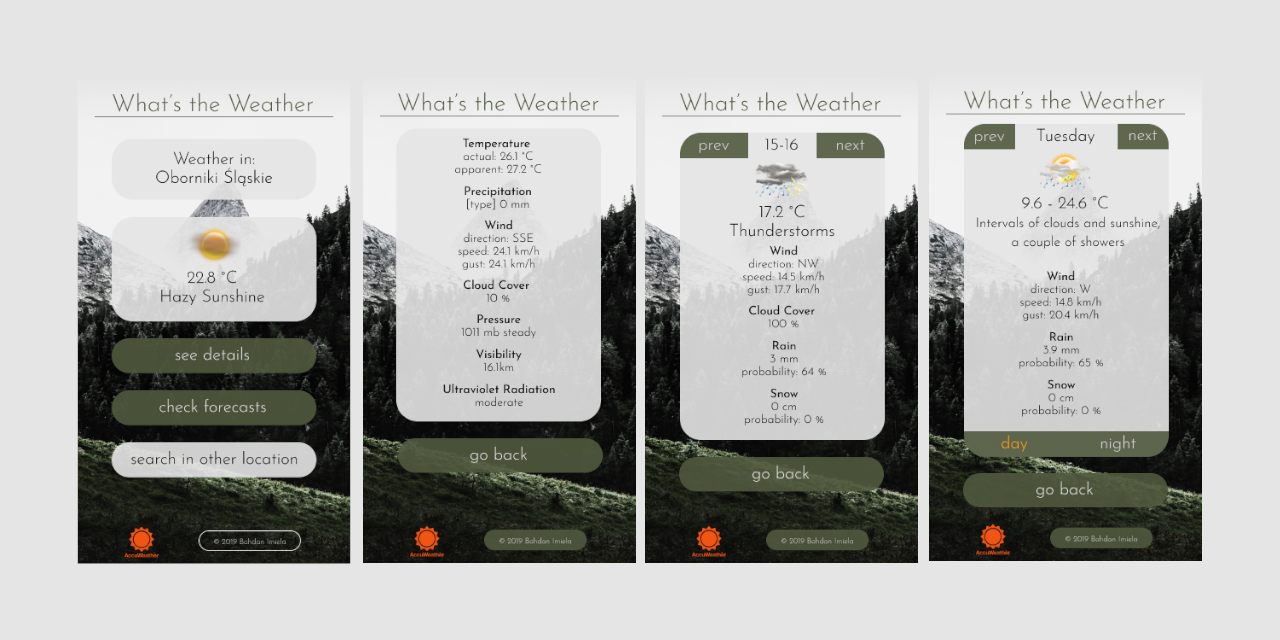 What's the Weather
Weather in:
Oborniki Śląskie
22.8 °C
Hazy Sunshine
see details
check forecasts
search in other location
AccuWeather
© 2019 Bohdan Imiela
What's the Weather
Temperature
actual: 26.1 °C
apparent: 27.2 °C
Precipitation
[type] 0 mm
Wind
direction: SSE
speed: 24.1 km/h
gust: 24.1 km/h
Cloud Cover
10 %
Pressure
1011 mb steady
Visibility
16.1km
Ultraviolet Radiation
moderate
go back
AccuWeather
© 2019 Bohdan Imiela
What's the Weather
prev 15-16 next
17.2 °C
Thunderstorms
Wind
direction: NW
speed: 14.5 km/h
gust: 17.7 km/h
Cloud Cover
100 %
Rain
3 mm
probability: 64 %
Snow
0 cm
probability: 0 %
go back
AccuWeather
© 2019 Bohdan Imiela
What's the Weather
prev Tuesday next
9.6 - 24.6 °C
Intervals of clouds and sunshine,
a couple of showers
Wind
direction: W
speed: 14.8 km/h
gust: 20.4 km/h
Rain
3.9 mm
probability: 65 %
Snow
0 cm
probability: 0 %
day night
go back
AccuWeather
© 2019 Bohdan Imiela